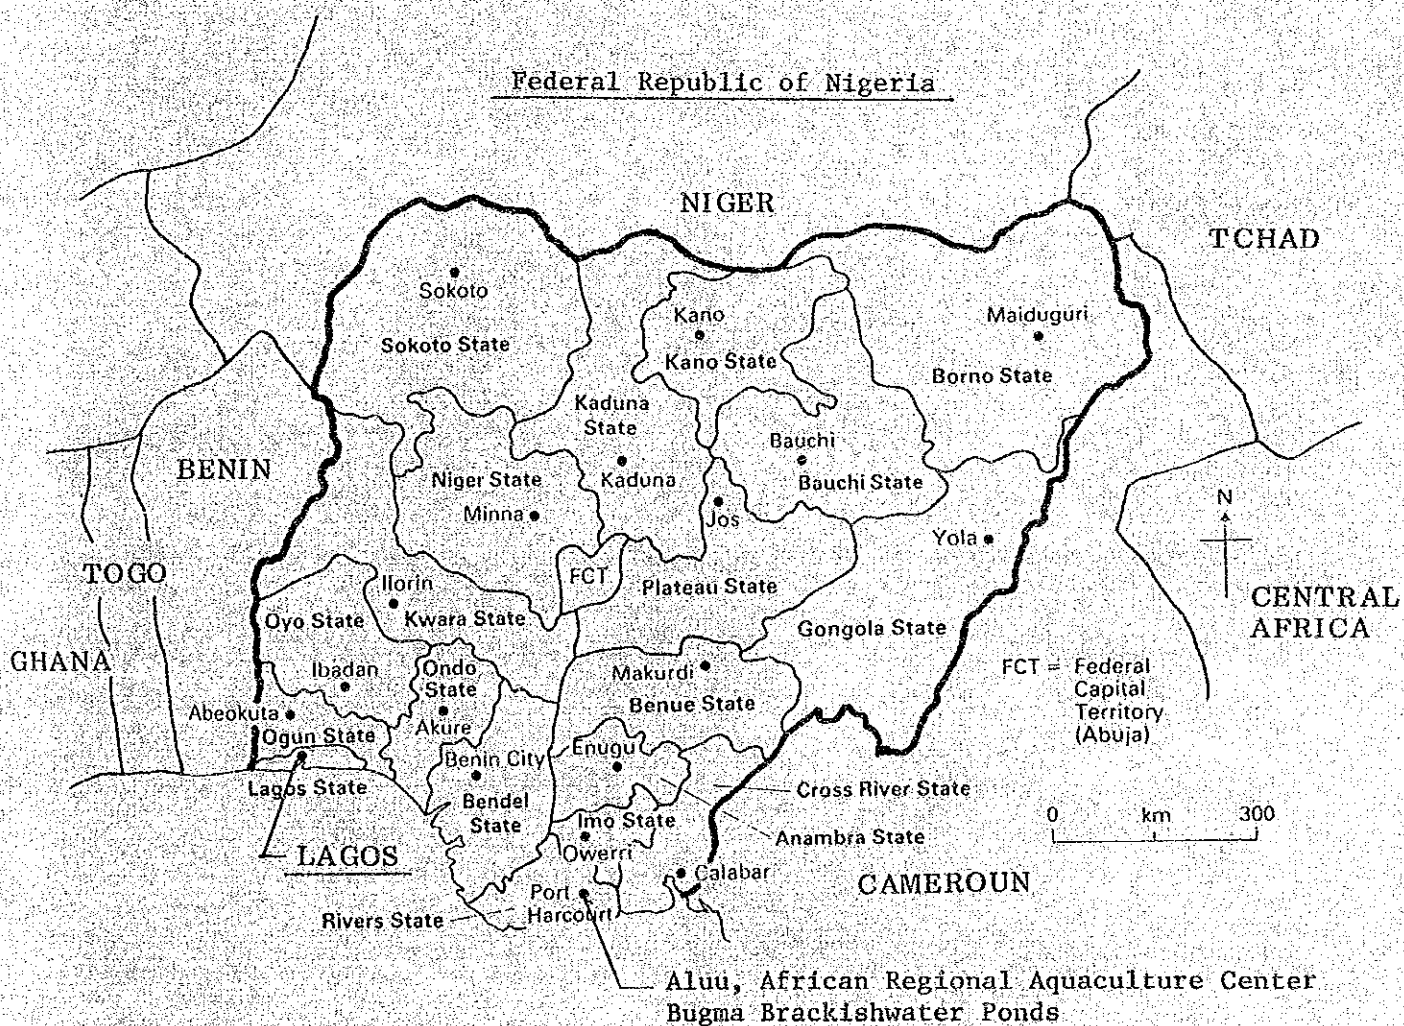 Federal Republic of Nigeria
NIGER
TCHAD
Sokoto
Sokoto State
Kano
Kano State
Maiduguri
Borno State
Kaduna
State
Kaduna
Bauchi
Bauchi State
BENIN
Niger State
Minna
Jos
Yola
N
TOGO
FCT
Plateau State
Ilorin
Kwara State
Oyo State
Gongola State
CENTRAL
AFRICA
GHANA
Ibadan
Ondo
State
Akure
Makurdi
Benue State
FCT = Federal
Capital
Territory
(Abuja)
Abeokuta
Ogun State
Enugu
Benin City
Bendel
State
Lagos State
Cross River State
Imo State
Anambra State
0 km 300
LAGOS
Owerri
Calabar
CAMEROUN
Port
Harcourt
Rivers State
Aluu, African Regional Aquaculture Center
Bugma Brackishwater Ponds